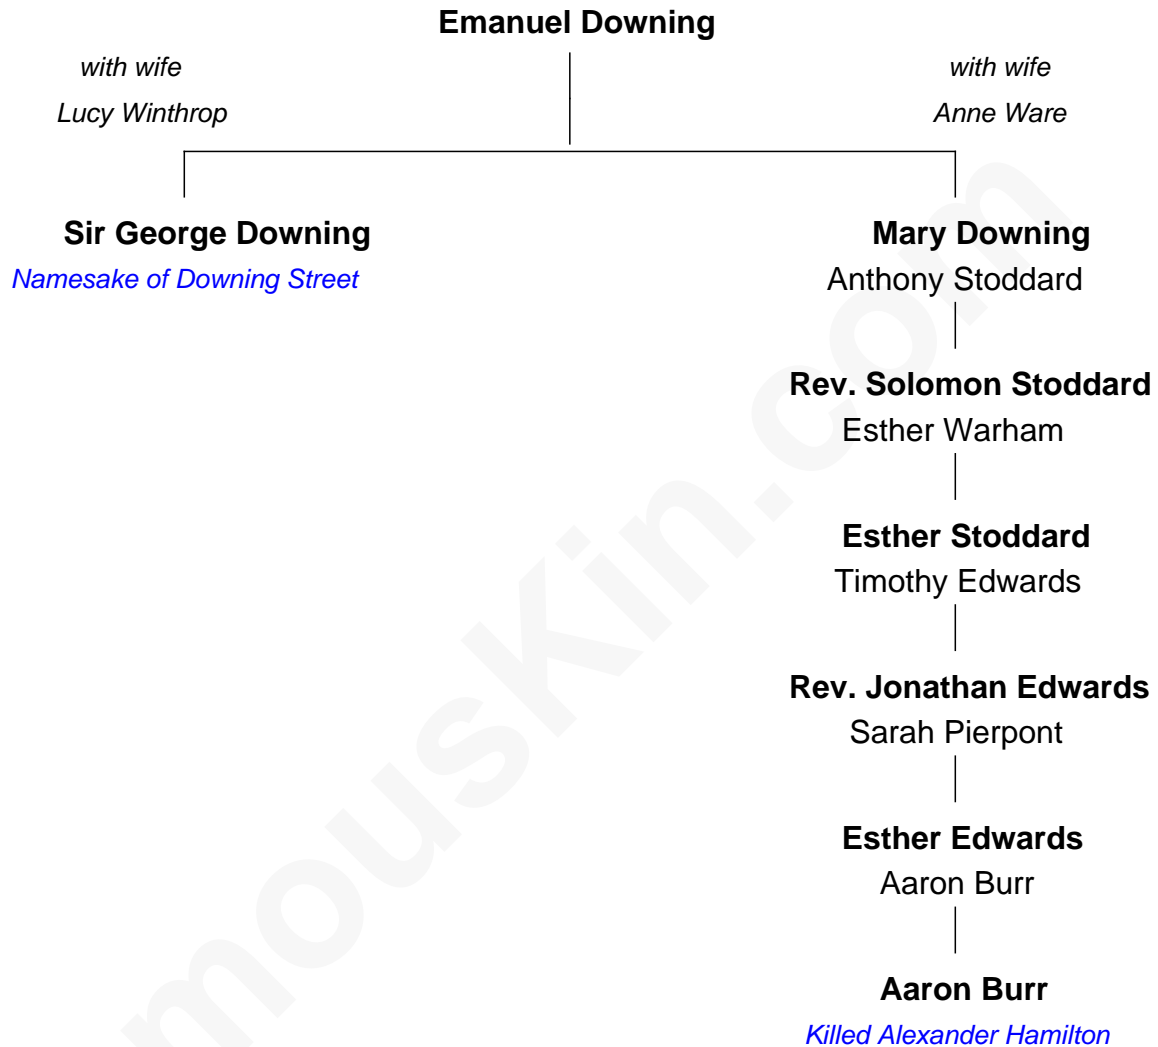 Emanuel Downing
with wife
Lucy Winthrop
with wife
Anne Ware
Sir George Downing
Namesake of Downing Street
Mary Downing
Anthony Stoddard
Rev. Solomon Stoddard
Esther Warham
Esther Stoddard
Timothy Edwards
Rev. Jonathan Edwards
Sarah Pierpont
Esther Edwards
Aaron Burr
Aaron Burr
Killed Alexander Hamilton
mouskin.com